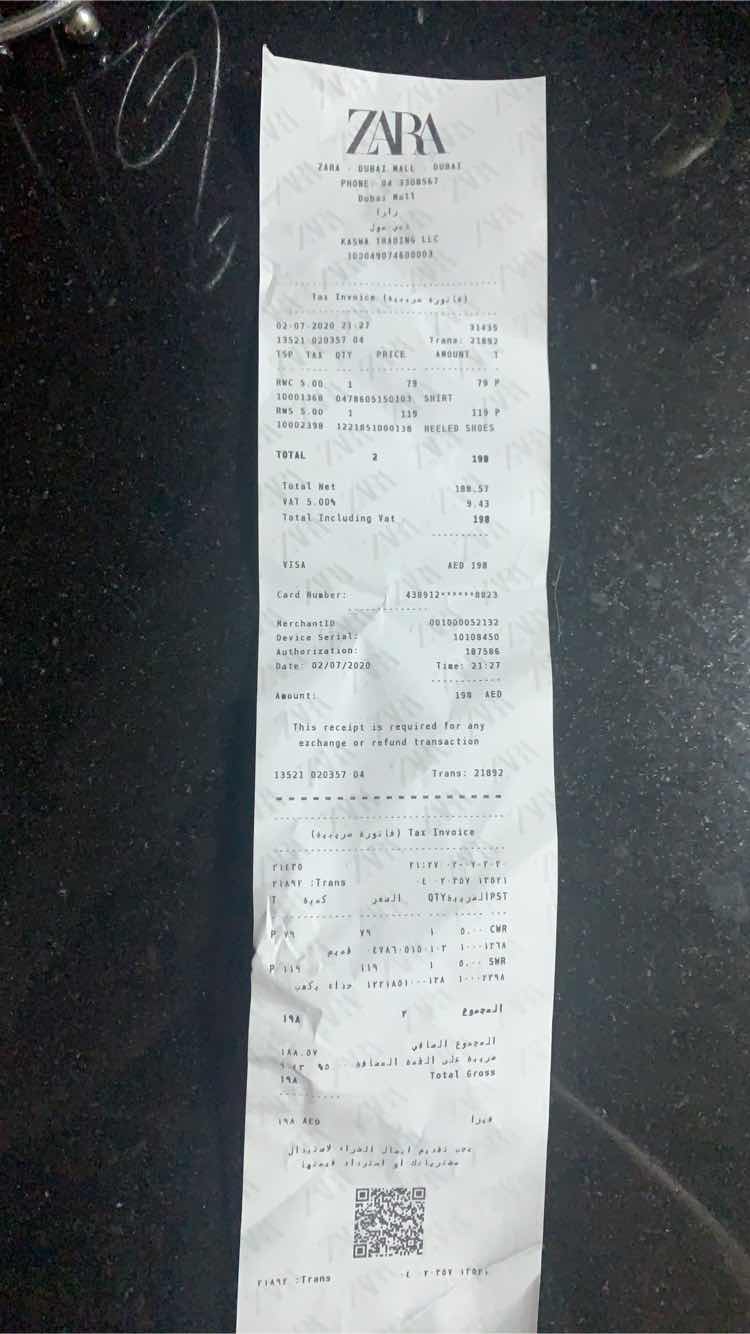 ZARA
ZARA - DUBAI MALL - DUBAI
PHONE 04 3308567
Dubai Mall
زارا
دبي مول
KASHA TRADING LLC
100049074600003
Tax Invoice (فاتورة ضريبية)
02-07-2020 21:27 31435
13521 020357 04 Trans: 21892
TSP TAX QTY PRICE AMOUNT T
RWC 5.00 1 79 79 P
10001368 0478605150103 SHIRT
RWS 5.00 1 119 119 P
10002398 1221851000138 HEELED SHOES
TOTAL 2 198
Total Net 188.57
VAT 5.00% 9.43
Total Including Vat 198
VISA AED 198
Card Number: 438912******0823
MerchantID 001000052132
Device Serial: 10108450
Authorization: 187586
Date: 02/07/2020 Time: 21:27
Amount: 198 AED
This receipt is required for any
exchange or refund transaction
13521 020357 04 Trans: 21892
(فاتورة ضريبية) Tax Invoice
٢١:٢٧ ٠٢-٠٧-٢٠٢٠ ٣١٤٣٥
١٣٥٢١ ٠٢٠٣٥٧ ٠٤ ٢١٨٩٢ :Trans
PSTالضريبة QTY السعر كمية T
CWR ٥.٠٠ ١ ٧٩ ٧٩ P
١٠٠٠١٣٦٨ ٠٤٧٨٦٠٥١٥٠١٠٣ قميص
SWR ٥.٠٠ ١ ١١٩ ١١٩ P
١٠٠٠٢٣٩٨ ١٢٢١٨٥١٠٠٠١٣٨ حذاء بكعب
المجموع ٢ ١٩٨
المجموع الصافي ١٨٨.٥٧
ضريبة على القيمة المضافة ٥% ٩.٤٣
Total Gross ١٩٨
فيزا ١٩٨ AED
يجب تقديم ايصال الشراء لاستبدال
مشترياتك أو استرداد قيمتها
١٣٥٢١ ٠٢٠٣٥٧ ٠٤ ٢١٨٩٢ :Trans